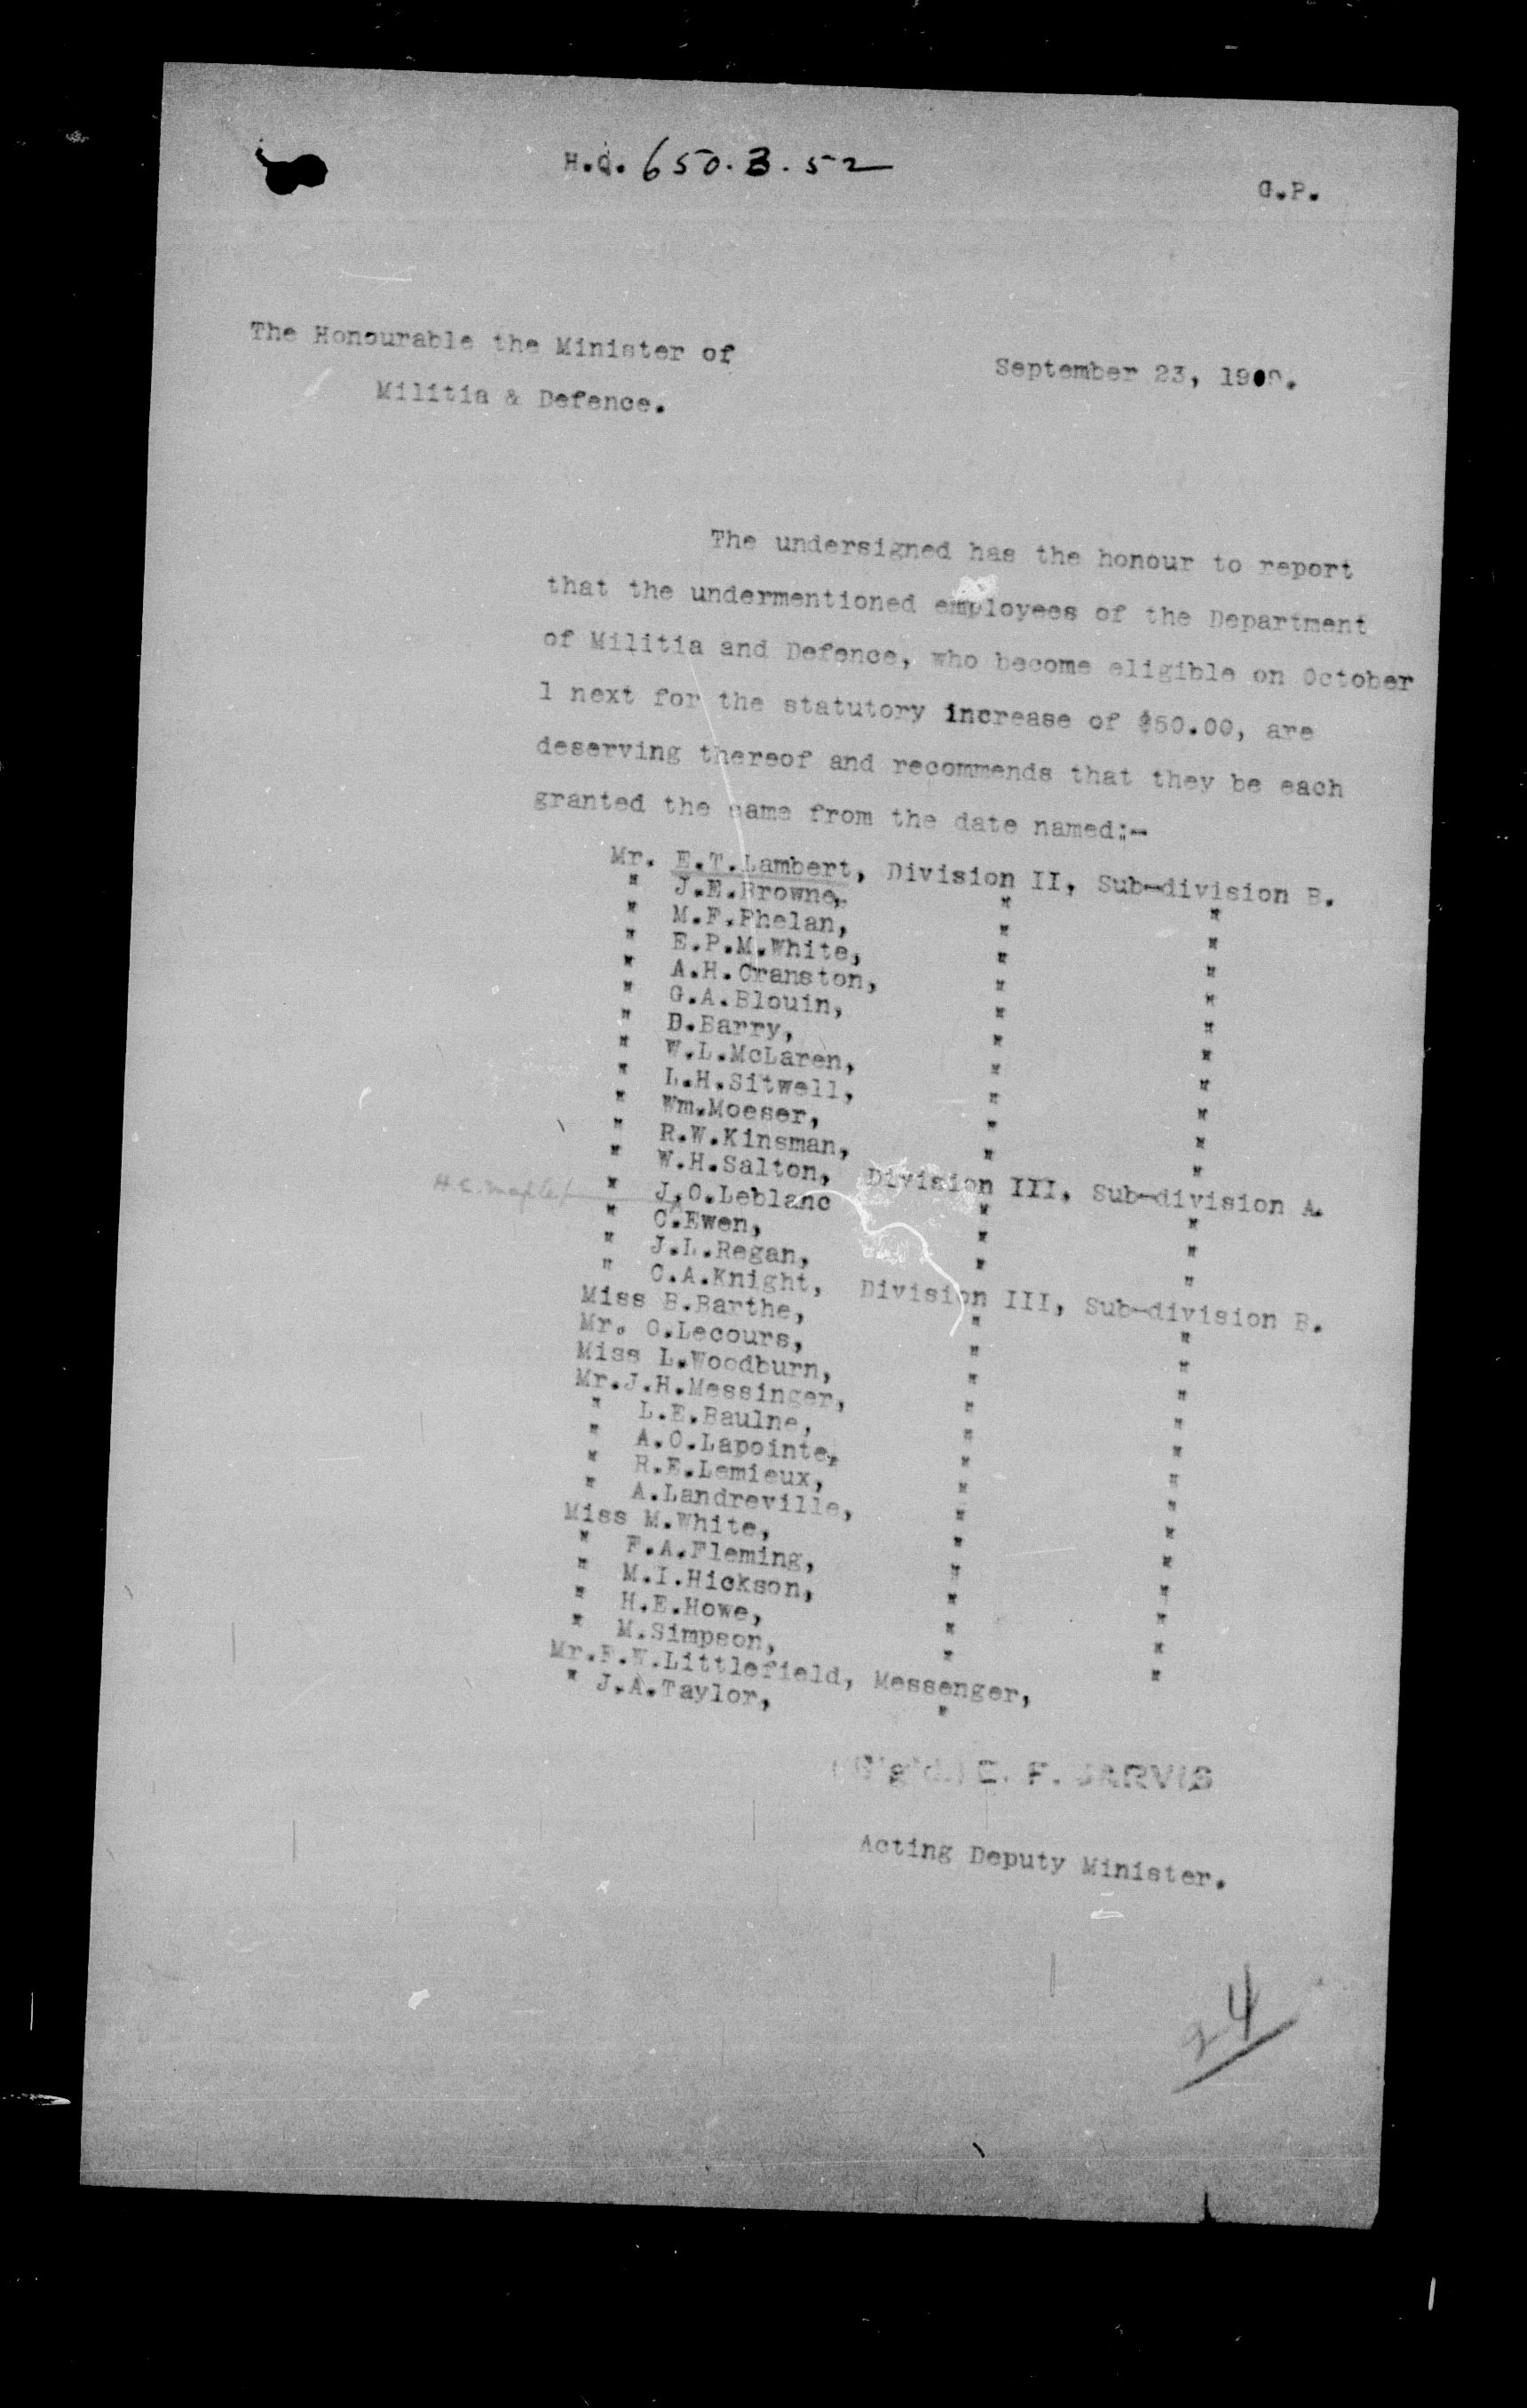 H.Q. 650.3.52
G.P.
The Honourable the Minister of
Militia & Defence.
September 23, 1909.
The undersigned has the honour to report
that the undermentioned employees of the Department
of Militia and Defence, who become eligible on October
1 next for the statutory increase of $50.00, are
deserving thereof and recommends that they be each
granted the same from the date named:-
Mr. E.T.Lambert, Division II, Sub-division B.
" J.E.Browne, " "
" M.F.Phelan, " "
" E.P.M.White, " "
" A.H.Cranston, " "
" G.A.Blouin, " "
" D.Barry, " "
" W.L.McLaren, " "
" L.H.Sitwell, " "
" Wm.Moeser, " "
" R.W.Kinsman, " "
" W.H.Salton, Division III, Sub-division A.
" J.O.Leblanc " "
" C.Ewen, " "
" J.L.Regan, " "
" C.A.Knight, Division III, Sub-division B.
Miss B.Barthe, " "
Mr. O.Lecours, " "
Miss L.Woodburn, " "
Mr.J.H.Messinger, " "
" L.E.Baulne, " "
" A.O.Lapointe, " "
" R.E.Lemieux, " "
" A.Landreville, " "
Miss M.White, " "
" F.A.Fleming, " "
" M.I.Hickson, " "
" H.E.Howe, " "
" M.Simpson, " "
Mr.F.W.Littlefield, Messenger,
" J.A.Taylor, "
(Sg'd.) E. F. JARVIS
Acting Deputy Minister.
24